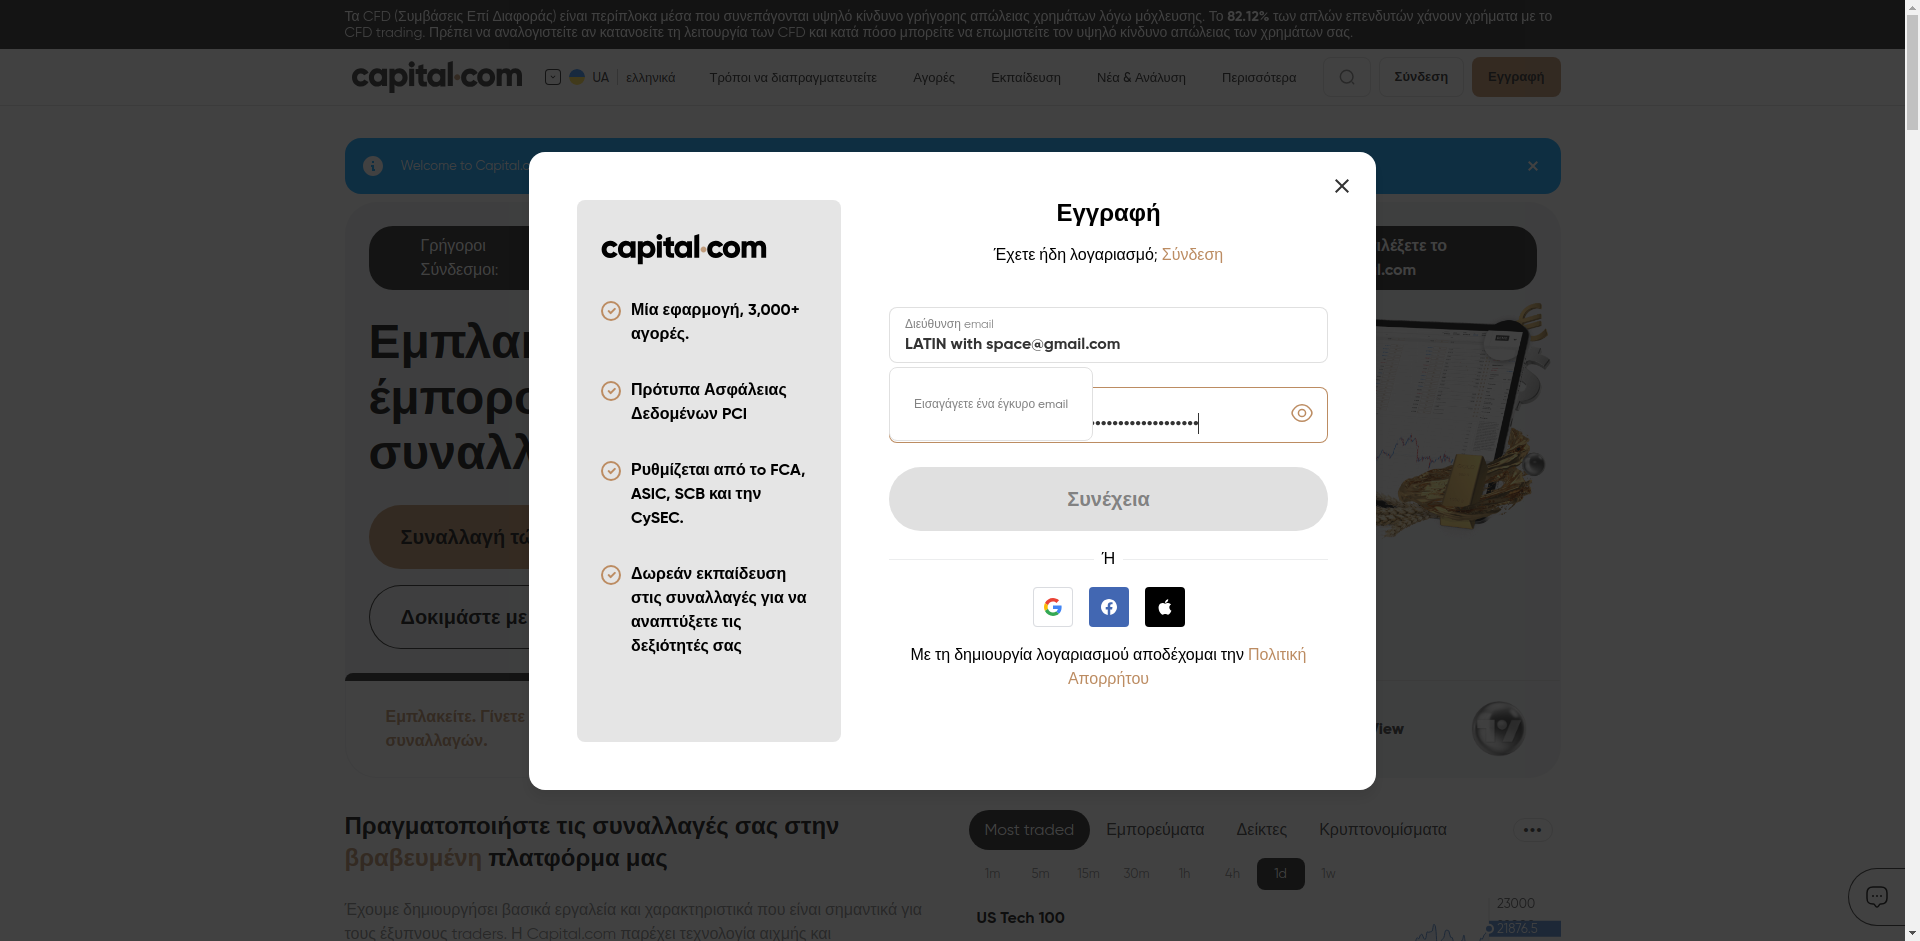 Τα CFD (Συμβάσεις Επί Διαφοράς) είναι περίπλοκα μέσα που συνεπάγονται υψηλό κίνδυνο γρήγορης απώλειας χρημάτων λόγω μόχλευσης. Το 82.12% των απλών επενδυτών χάνουν χρήματα με το
CFD trading. Πρέπει να αναλογιστείτε αν κατανοείτε τη λειτουργία των CFD και κατά πόσο μπορείτε να επωμιστείτε τον υψηλό κίνδυνο απώλειας των χρημάτων σας.
capital.com UA ελληνικά Τρόποι να διαπραγματευτείτε Αγορές Εκπαίδευση Νέα & Ανάλυση Περισσότερα Σύνδεση Εγγραφή
Welcome to Capital.c
Γρήγοροι
Σύνδεσμοι:
ιλέξετε το
l.com
Εμπλα
έμπορο
συναλλ
Συναλλαγή τώ
Δοκιμάστε με
Εμπλακείτε. Γίνετε
συναλλαγών.
View
capital.com
Μία εφαρμογή, 3,000+
αγορές.
Πρότυπα Ασφάλειας
Δεδομένων PCI
Ρυθμίζεται από τo FCA,
ASIC, SCB και την
CySEC.
Δωρεάν εκπαίδευση
στις συναλλαγές για να
αναπτύξετε τις
δεξιότητές σας
Εγγραφή
Έχετε ήδη λογαριασμό; Σύνδεση
Διεύθυνση email
LATIN with space@gmail.com
Εισαγάγετε ένα έγκυρο email
Συνέχεια
Ή
Με τη δημιουργία λογαριασμού αποδέχομαι την Πολιτική
Απορρήτου
Πραγματοποιήστε τις συναλλαγές σας στην
βραβευμένη πλατφόρμα μας
Έχουμε δημιουργήσει βασικά εργαλεία και χαρακτηριστικά που είναι σημαντικά για
τους έξυπνους traders. Η Capital.com παρέχει τεχνολογία αιχμής και
Most traded Εμπορεύματα Δείκτες Κρυπτονομίσματα
1m 5m 15m 30m 1h 4h 1d 1w
US Tech 100
23000
21876.5